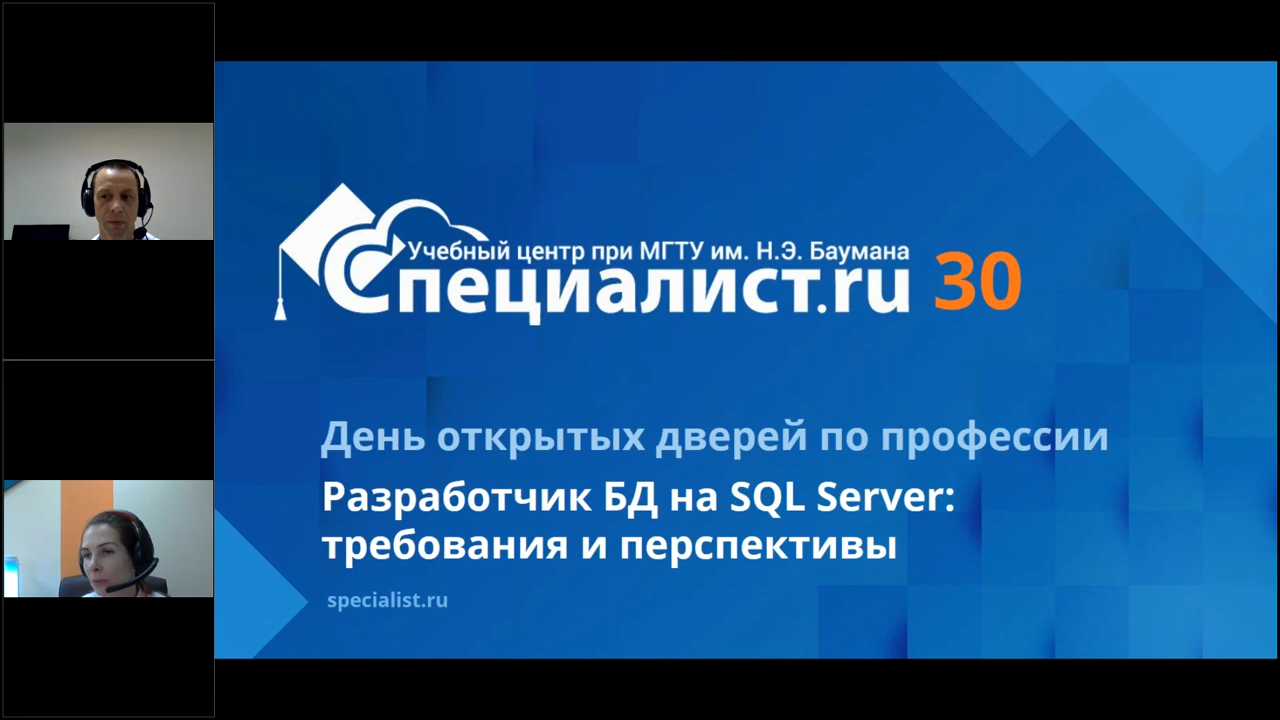 Учебный центр при МГТУ им. Н.Э. Баумана
Специалист.ru 30
День открытых дверей по профессии
Разработчик БД на SQL Server:
требования и перспективы
specialist.ru